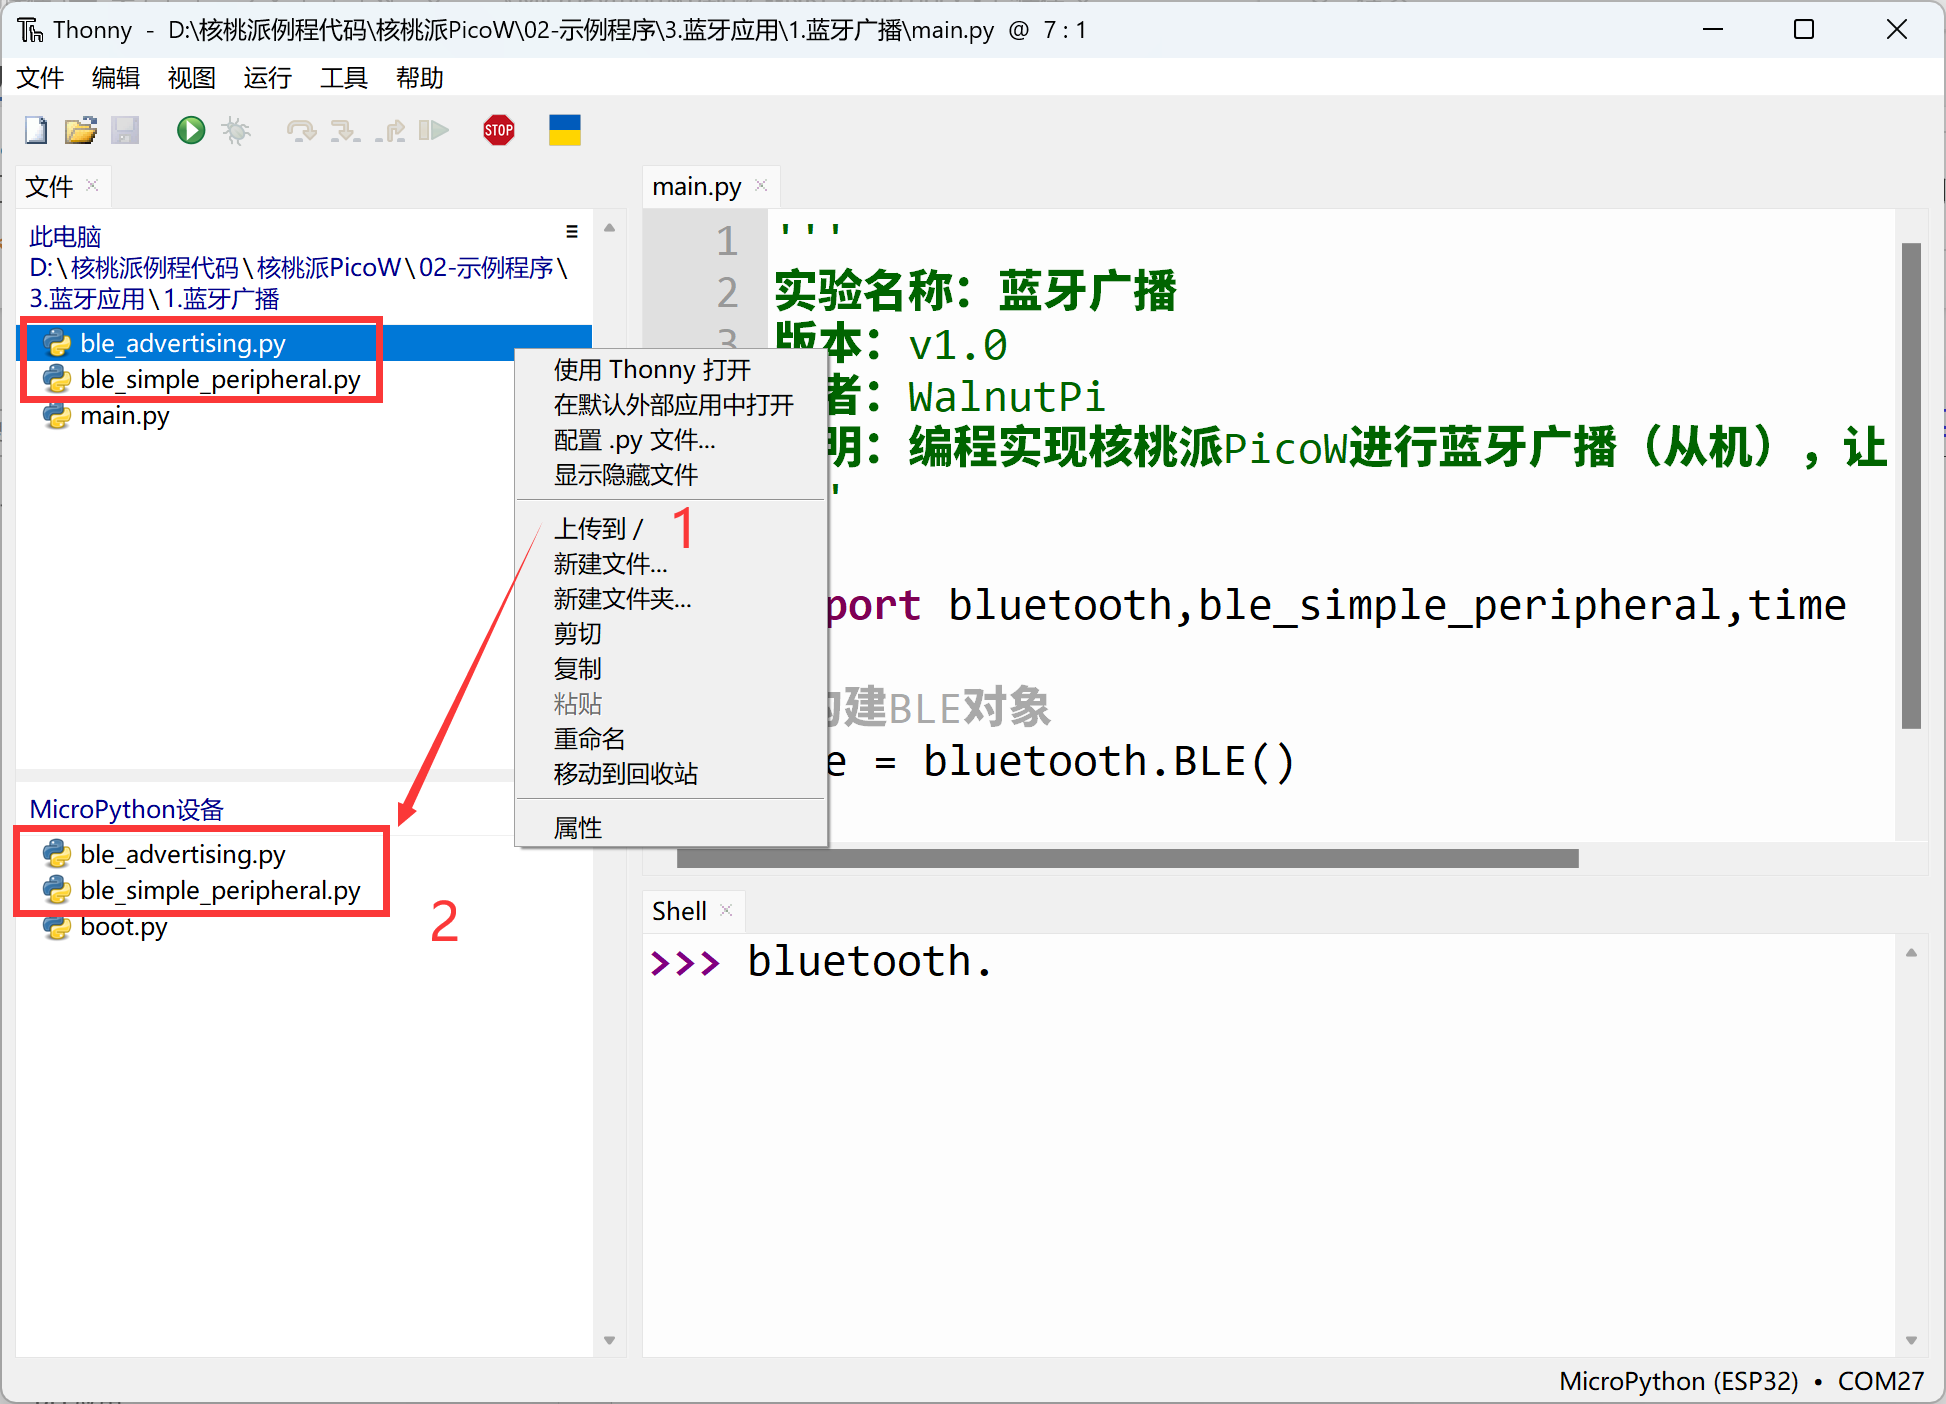 Thonny - D:\核桃派例程代码\核桃派PicoW\02-示例程序\3.蓝牙应用\1.蓝牙广播\main.py @ 7 : 1
文件 编辑 视图 运行 工具 帮助
STOP
文件
此电脑
D:\核桃派例程代码\核桃派PicoW\02-示例程序\
3.蓝牙应用\1.蓝牙广播
ble_advertising.py
ble_simple_peripheral.py
main.py
使用 Thonny 打开
在默认外部应用中打开
配置 .py 文件...
显示隐藏文件
上传到 / 1
新建文件...
新建文件夹...
剪切
复制
粘贴
重命名
移动到回收站
属性
MicroPython设备
ble_advertising.py
ble_simple_peripheral.py
boot.py
2
main.py
1 '''
2 实验名称：蓝牙广播
3 版本：v1.0
者：WalnutPi
明：编程实现核桃派PicoW进行蓝牙广播（从机），让
'
port bluetooth,ble_simple_peripheral,time
建BLE对象
e = bluetooth.BLE()
Shell
>>> bluetooth.
MicroPython (ESP32) • COM27